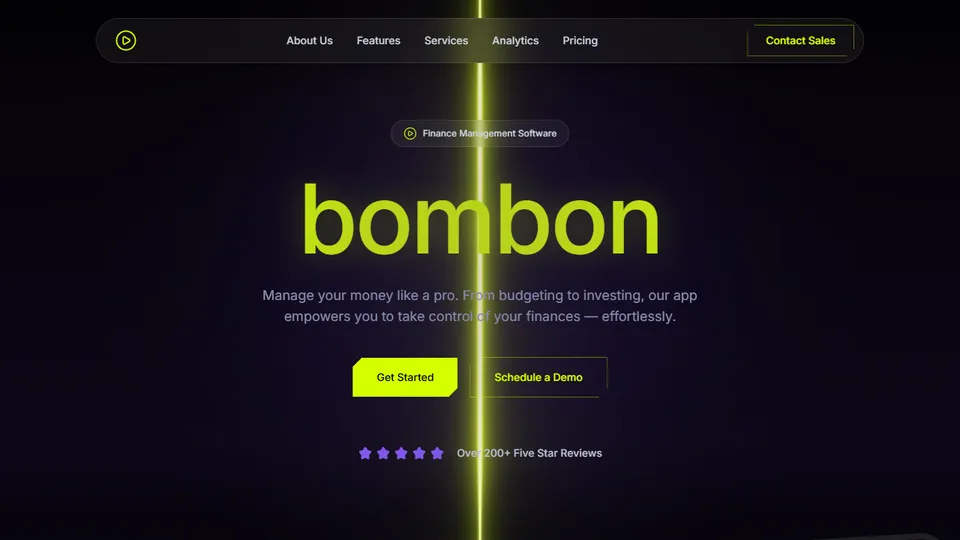 About Us Features Services Analytics Pricing Contact Sales
Finance Management Software
bombon
Manage your money like a pro. From budgeting to investing, our app
empowers you to take control of your finances — effortlessly.
Get Started Schedule a Demo
Over 200+ Five Star Reviews